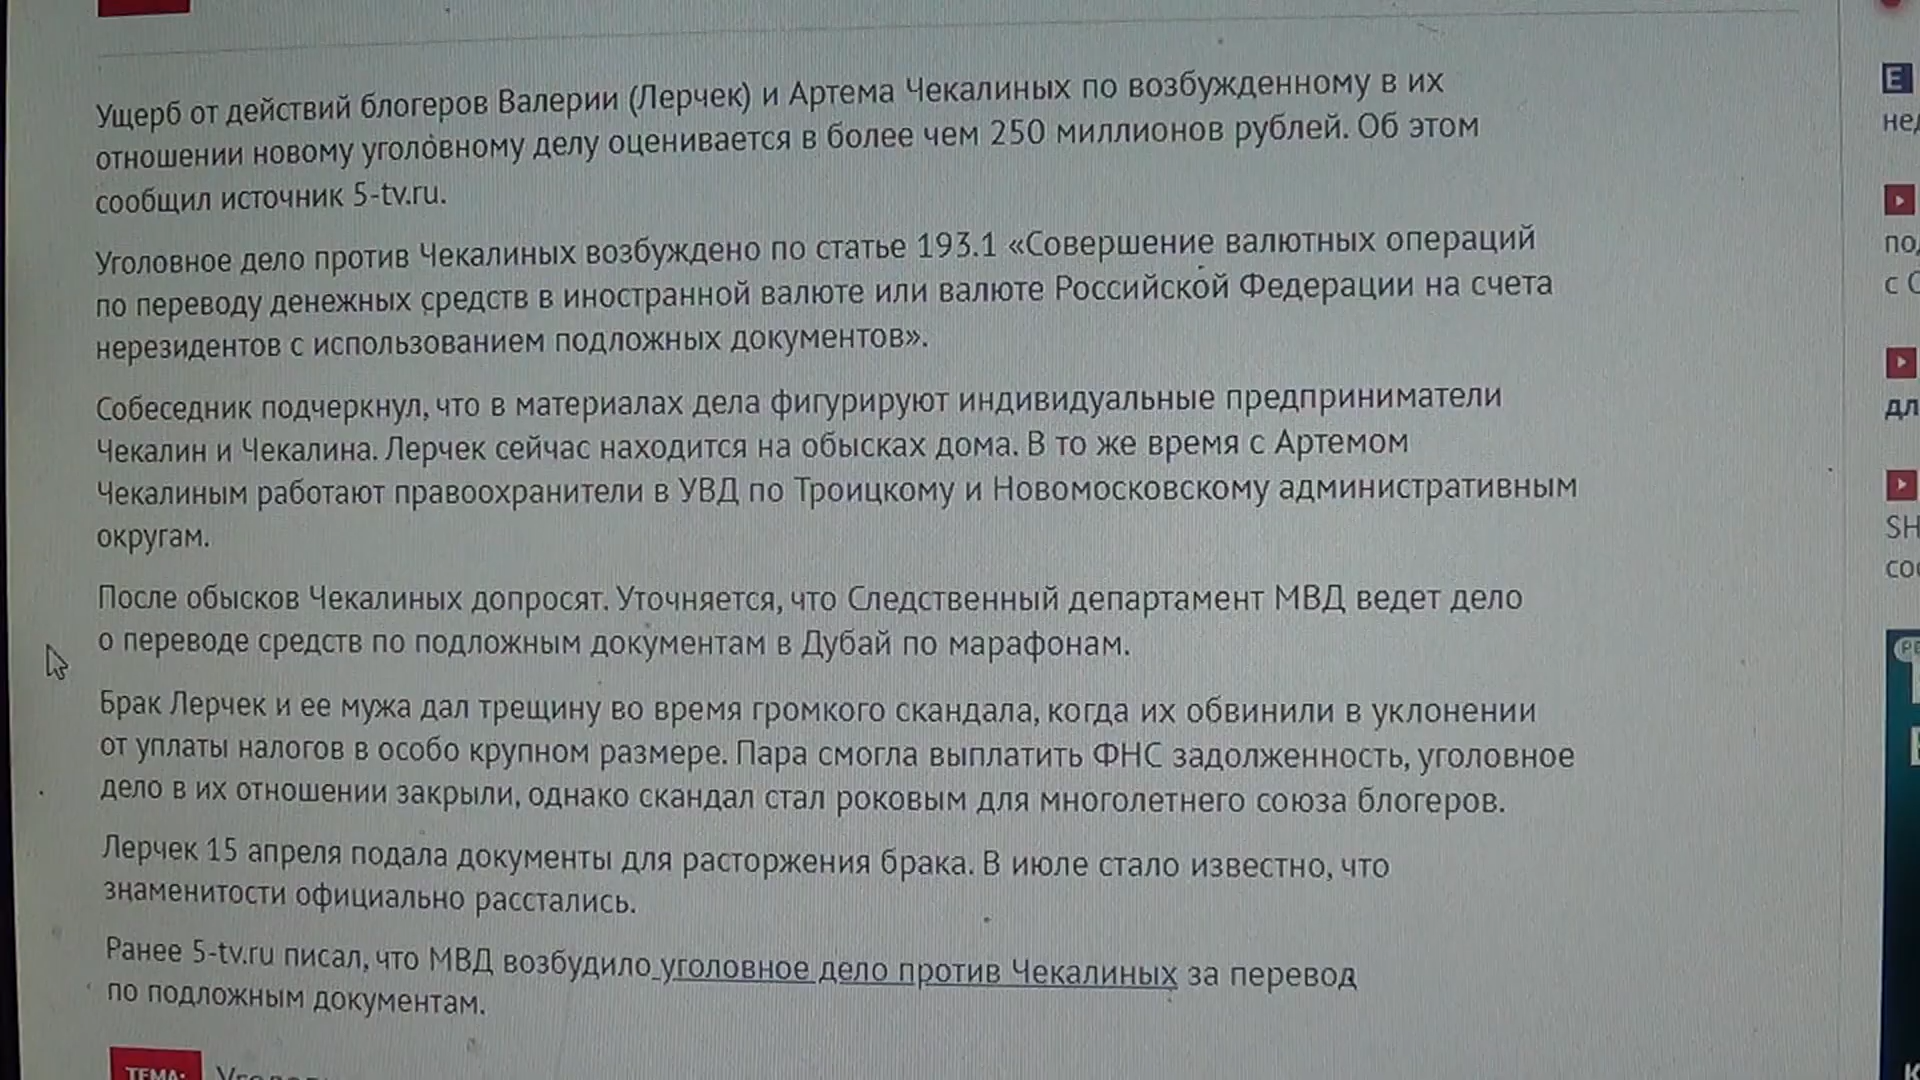 Ущерб от действий блогеров Валерии (Лерчек) и Артема Чекалиных по возбужденному в их
отношении новому уголовному делу оценивается в более чем 250 миллионов рублей. Об этом
сообщил источник 5-tv.ru.
Уголовное дело против Чекалиных возбуждено по статье 193.1 «Совершение валютных операций
по переводу денежных средств в иностранной валюте или валюте Российской Федерации на счета
нерезидентов с использованием подложных документов».
Собеседник подчеркнул, что в материалах дела фигурируют индивидуальные предприниматели
Чекалин и Чекалина. Лерчек сейчас находится на обысках дома. В то же время с Артемом
Чекалиным работают правоохранители в УВД по Троицкому и Новомосковскому административным
округам.
После обысков Чекалиных допросят. Уточняется, что Следственный департамент МВД ведет дело
о переводе средств по подложным документам в Дубай по марафонам.
Брак Лерчек и ее мужа дал трещину во время громкого скандала, когда их обвинили в уклонении
от уплаты налогов в особо крупном размере. Пара смогла выплатить ФНС задолженность, уголовное
дело в их отношении закрыли, однако скандал стал роковым для многолетнего союза блогеров.
Лерчек 15 апреля подала документы для расторжения брака. В июле стало известно, что
знаменитости официально расстались.
Ранее 5-tv.ru писал, что МВД возбудило уголовное дело против Чекалиных за перевод
по подложным документам.
ТЕМА:
E
с
SH